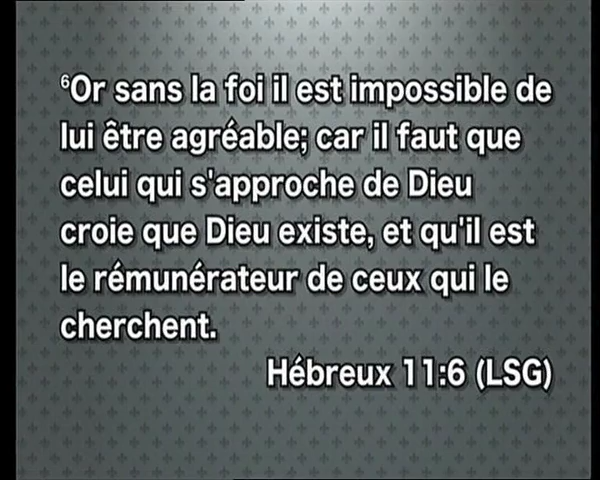 ⁶Or sans la foi il est impossible de
lui être agréable; car il faut que
celui qui s'approche de Dieu
croie que Dieu existe, et qu'il est
le rémunérateur de ceux qui le
cherchent.
Hébreux 11:6 (LSG)